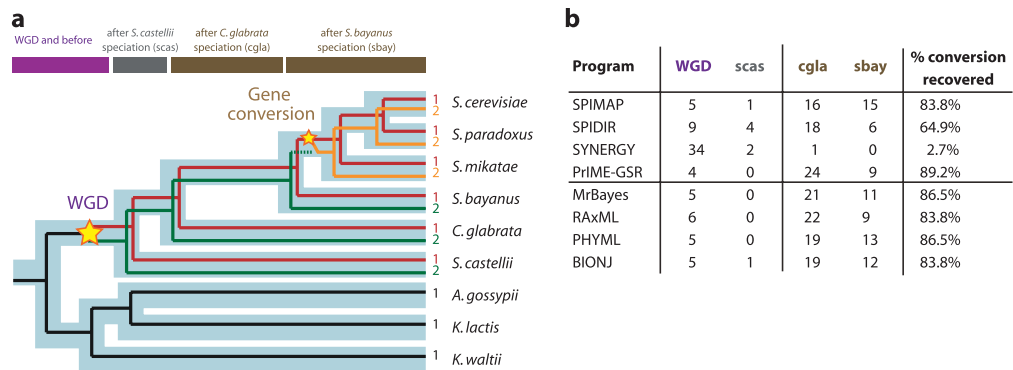 a
WGD and before
after S. castellii
speciation (scas)
after C. glabrata
speciation (cgla)
after S. bayanus
speciation (sbay)
Gene
conversion
WGD
1
2
S. cerevisiae
1
2
S. paradoxus
1
2
S. mikatae
1
2
S. bayanus
1
2
C. glabrata
1
2
S. castellii
1 A. gossypii
1 K. lactis
1 K. waltii
b
Program WGD scas cgla sbay % conversion
recovered
SPIMAP 5 1 16 15 83.8%
SPIDIR 9 4 18 6 64.9%
SYNERGY 34 2 1 0 2.7%
PrIME-GSR 4 0 24 9 89.2%
MrBayes 5 0 21 11 86.5%
RAxML 6 0 22 9 83.8%
PHYML 5 0 19 13 86.5%
BIONJ 5 1 19 12 83.8%